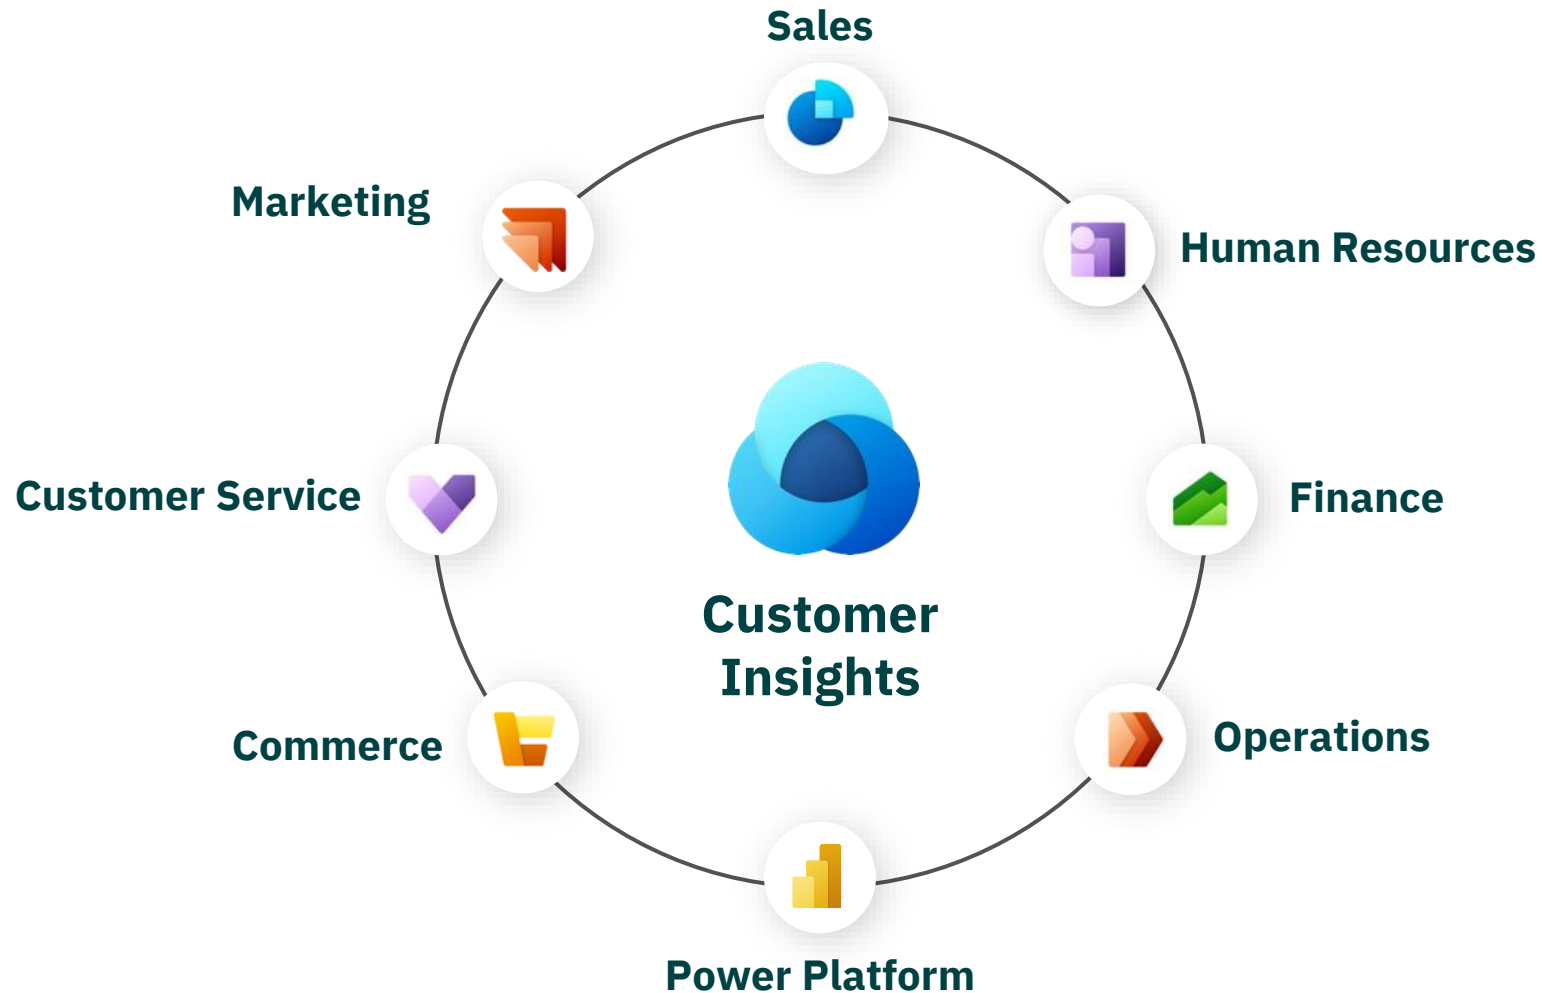 Sales
Marketing
Human Resources
Customer Service
Finance
Customer
Insights
Commerce
Operations
Power Platform